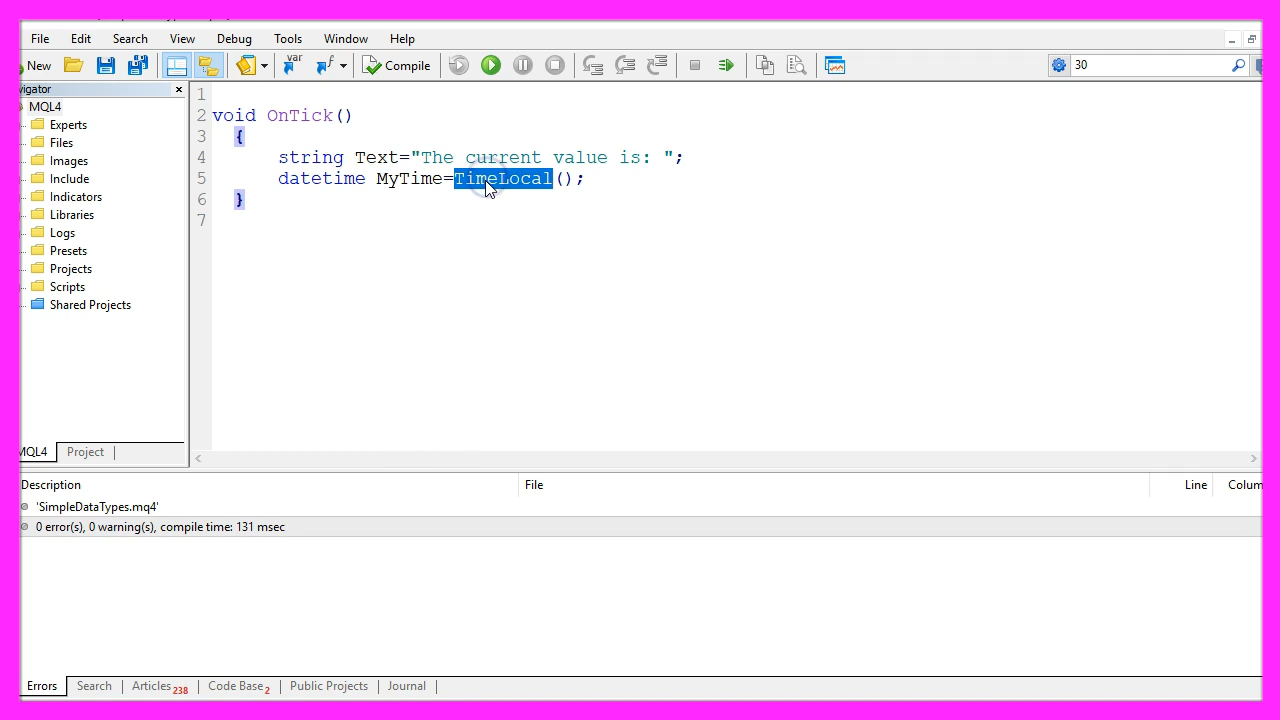 File Edit Search View Debug Tools Window Help
New var Compile 30
vigator
MQL4
Experts
Files
Images
Include
Indicators
Libraries
Logs
Presets
Projects
Scripts
Shared Projects
MQL4 Project
1
2 void OnTick()
3 {
4 string Text="The current value is: ";
5 datetime MyTime=TimeLocal();
6 }
7
Description File Line Colum
'SimpleDataTypes.mq4'
0 error(s), 0 warning(s), compile time: 131 msec
Errors Search Articles 238 Code Base 2 Public Projects Journal